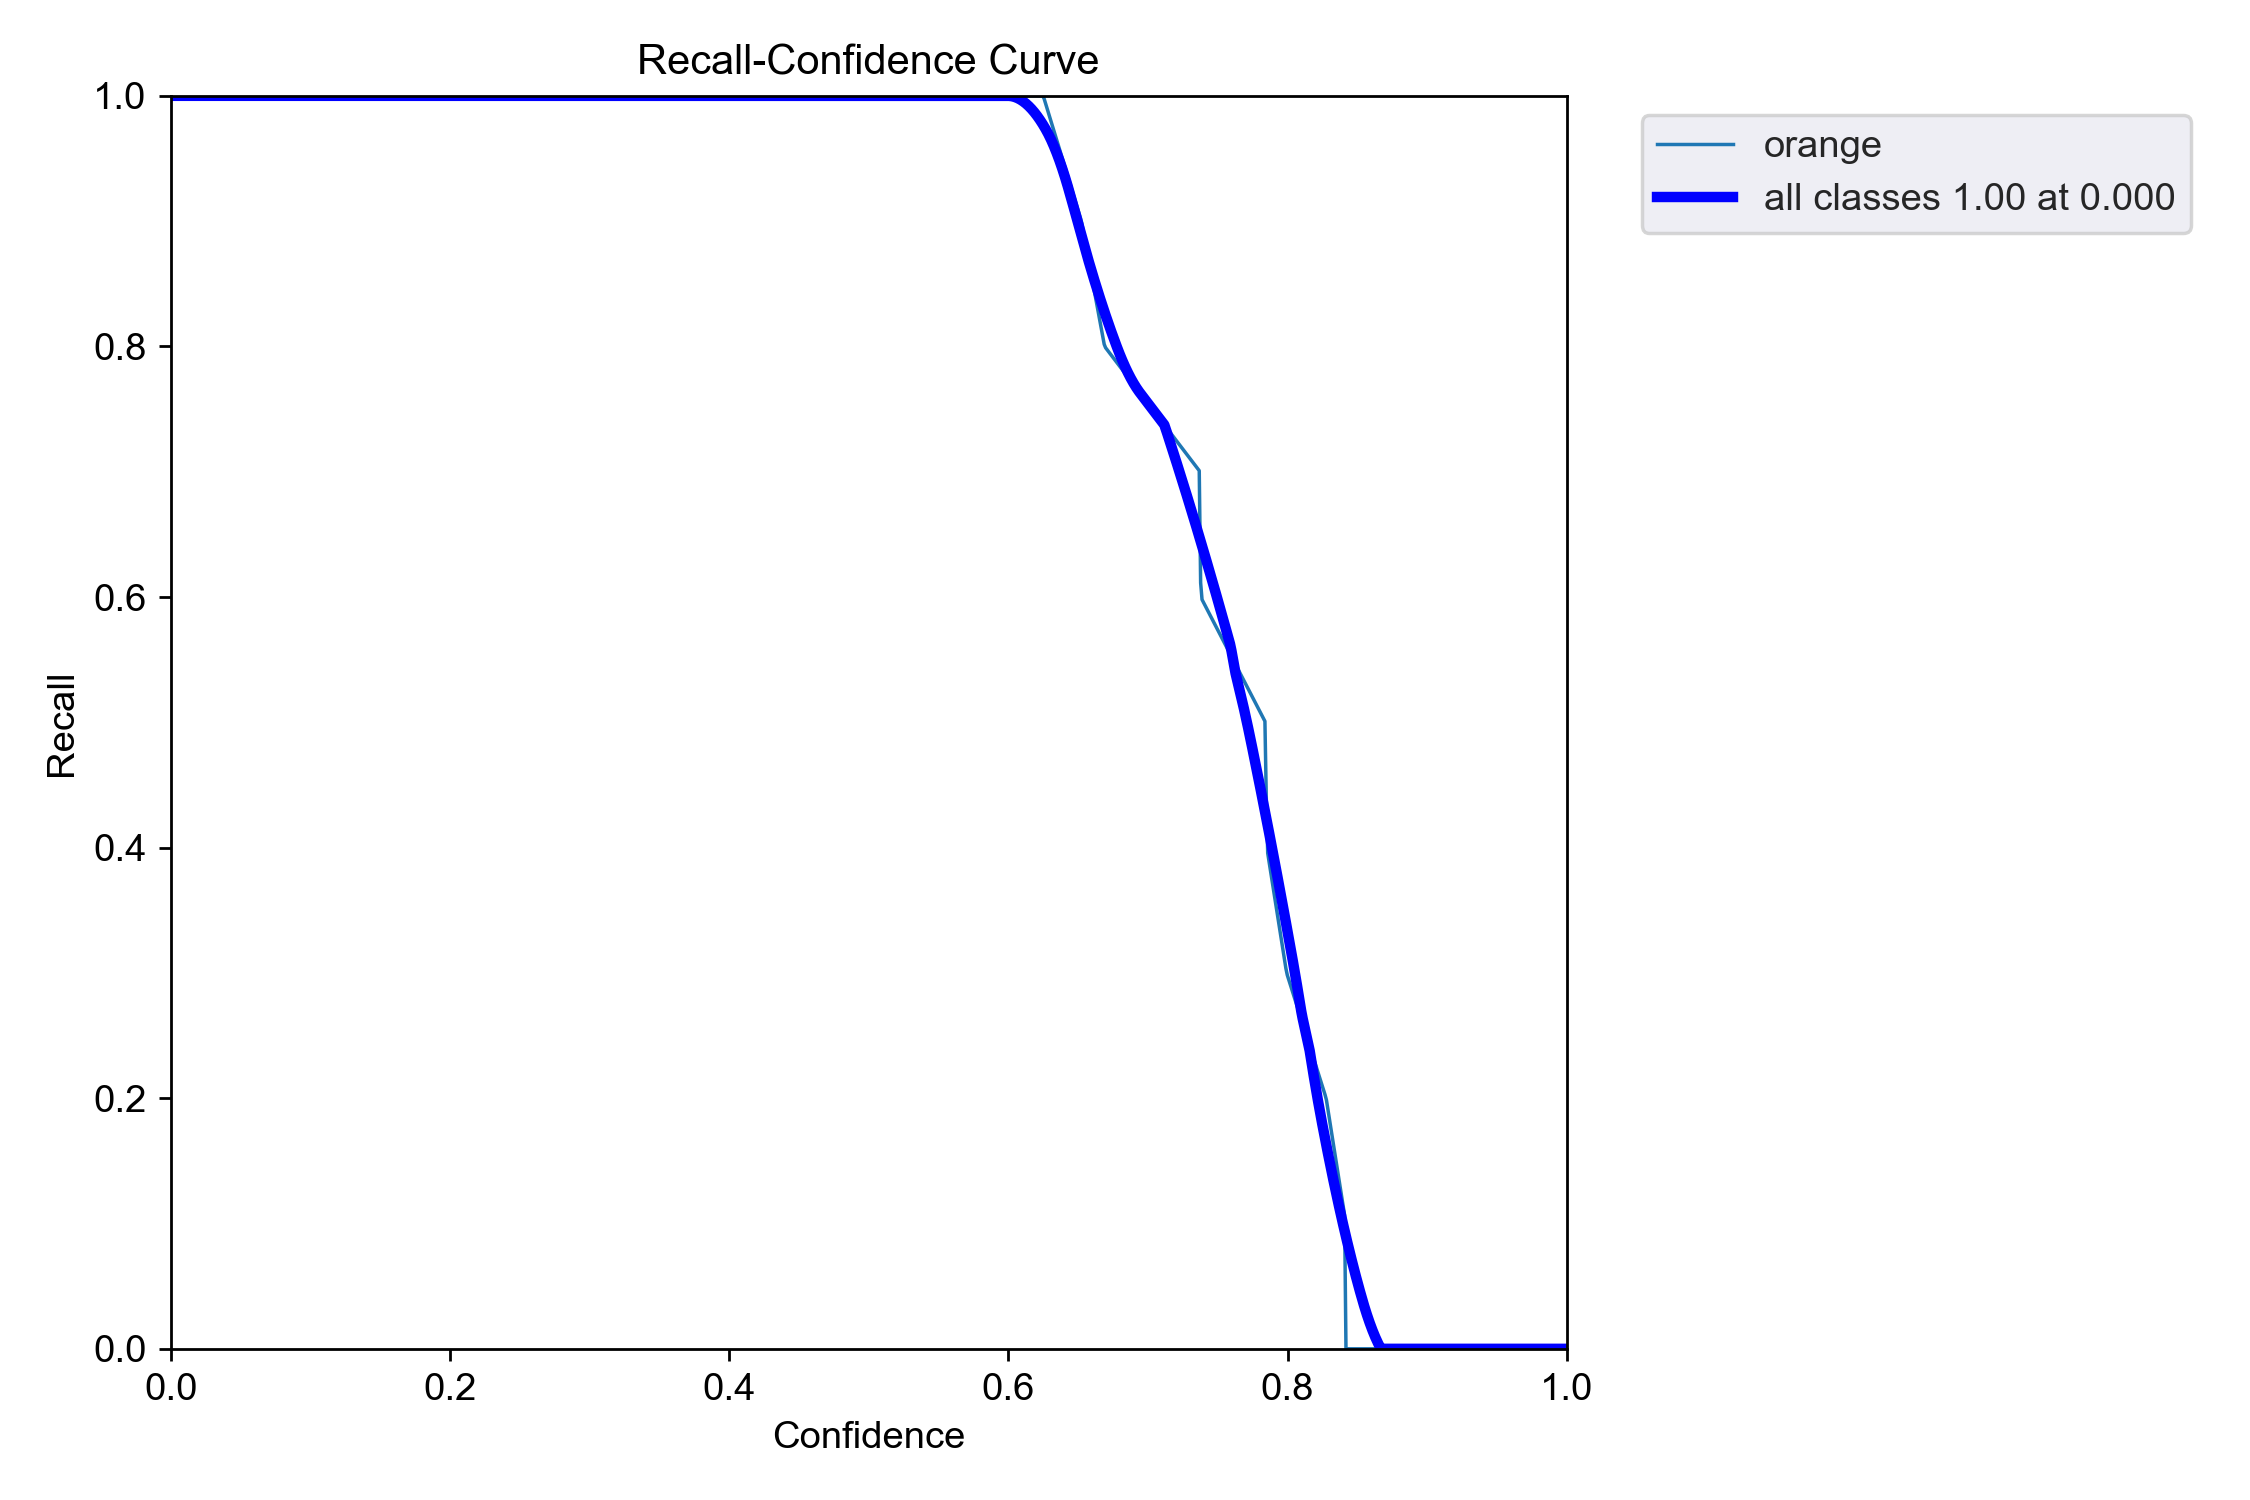 Recall-Confidence Curve
1.0
0.8
0.6
0.4
0.2
0.0
Recall
0.0 0.2 0.4 0.6 0.8 1.0
Confidence
orange
all classes 1.00 at 0.000